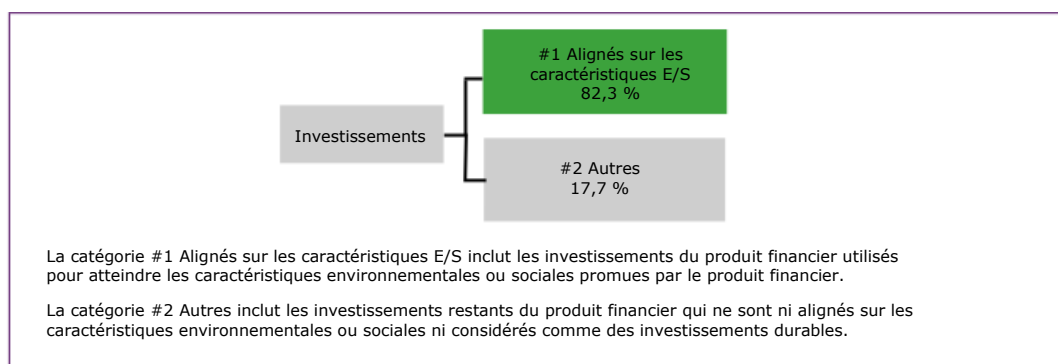 #1 Alignés sur les
caractéristiques E/S
82,3 %
Investissements
#2 Autres
17,7 %
La catégorie #1 Alignés sur les caractéristiques E/S inclut les investissements du produit financier utilisés
pour atteindre les caractéristiques environnementales ou sociales promues par le produit financier.
La catégorie #2 Autres inclut les investissements restants du produit financier qui ne sont ni alignés sur les
caractéristiques environnementales ou sociales ni considérés comme des investissements durables.